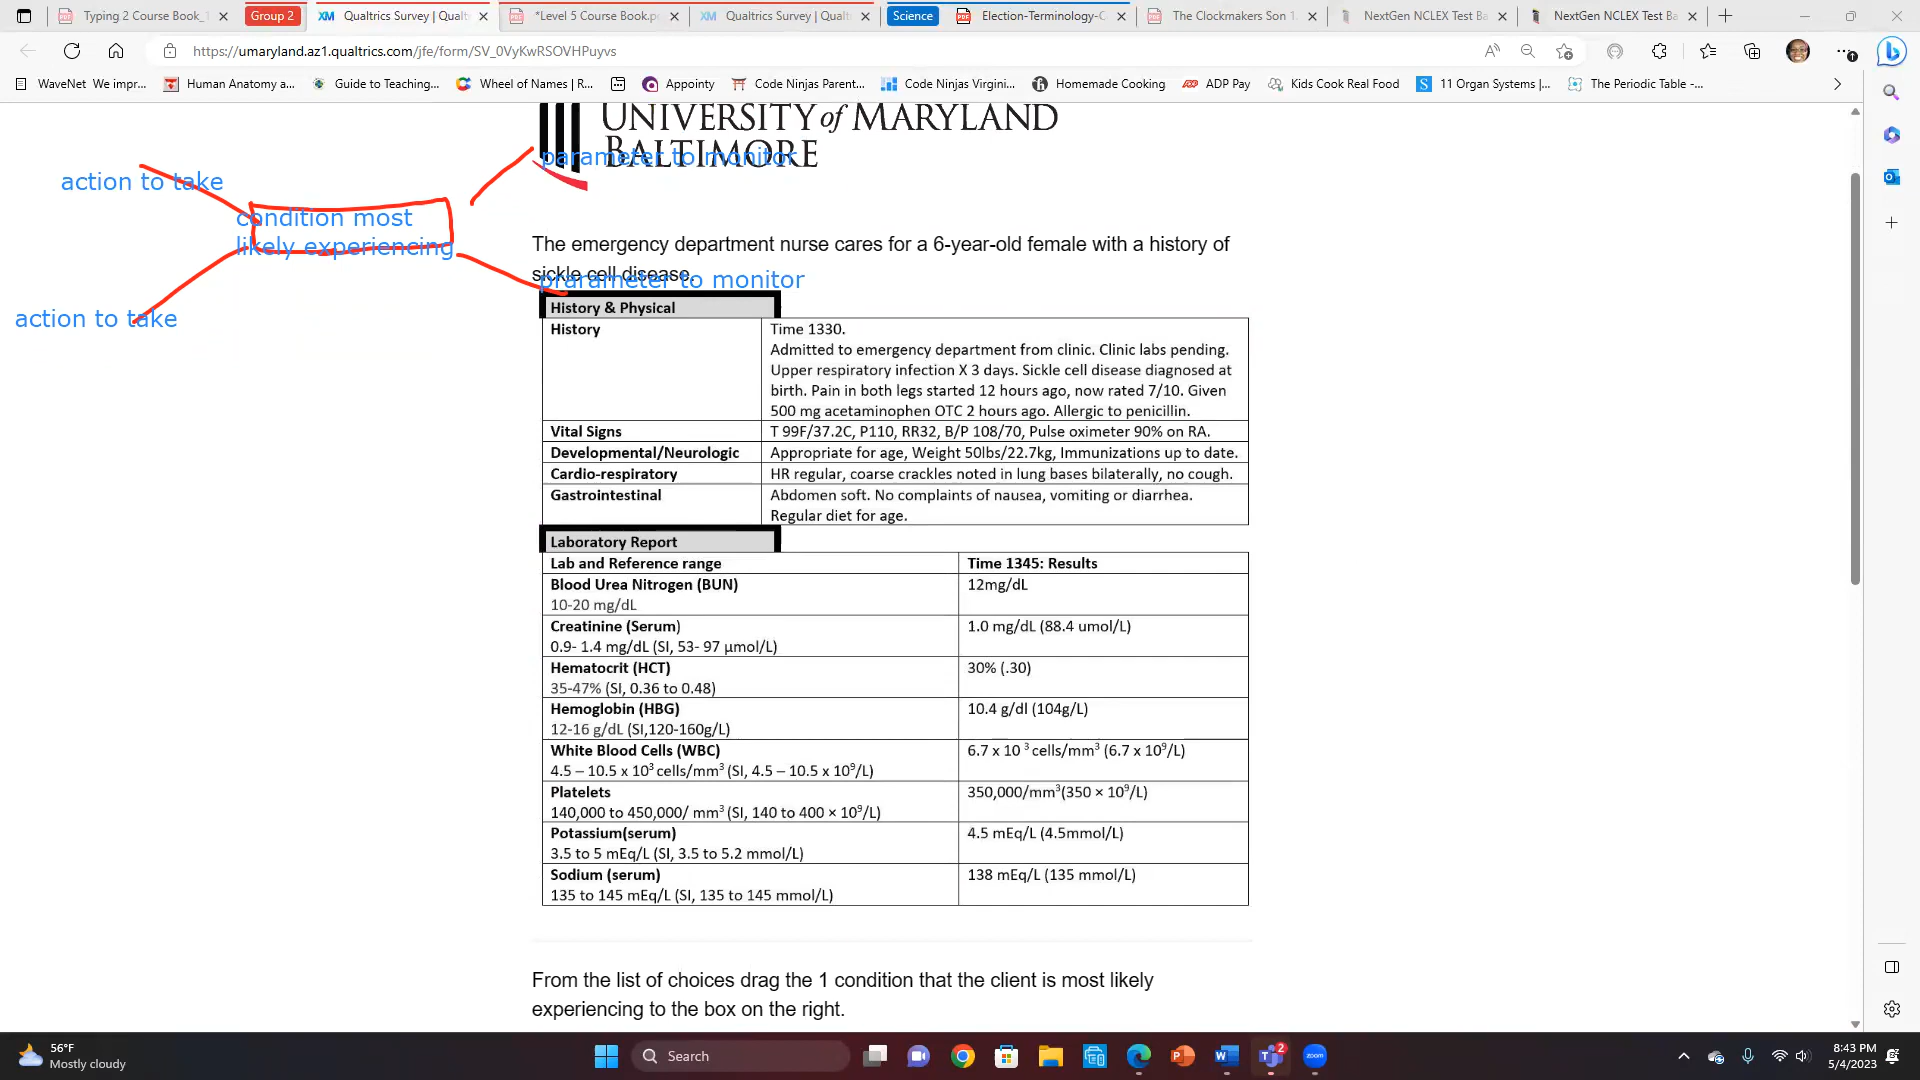 Typing 2 Course Book_
Group 2
Qualtrics Survey | Qualt
*Level 5 Course Book.p
Qualtrics Survey | Qualt
Science
Election-Terminology-C
The Clockmakers Son 1
NextGen NCLEX Test Ba
NextGen NCLEX Test Ba
https://umaryland.az1.qualtrics.com/jfe/form/SV_0VyKwRSOVHPuyvs
WaveNet We impr...
Human Anatomy a...
Guide to Teaching...
Wheel of Names | R...
Appointy
Code Ninjas Parent...
Code Ninjas Virgini...
Homemade Cooking
ADP Pay
Kids Cook Real Food
11 Organ Systems |...
The Periodic Table -...
UNIVERSITY of MARYLAND
BALTIMORE
parameter to monitor
action to take
condition most
likely experiencing
prarameter to monitor
action to take
The emergency department nurse cares for a 6-year-old female with a history of
sickle cell disease.
History & Physical
History
Time 1330.
Admitted to emergency department from clinic. Clinic labs pending.
Upper respiratory infection X 3 days. Sickle cell disease diagnosed at
birth. Pain in both legs started 12 hours ago, now rated 7/10. Given
500 mg acetaminophen OTC 2 hours ago. Allergic to penicillin.
Vital Signs T 99F/37.2C, P110, RR32, B/P 108/70, Pulse oximeter 90% on RA.
Developmental/Neurologic Appropriate for age, Weight 50lbs/22.7kg, Immunizations up to date.
Cardio-respiratory HR regular, coarse crackles noted in lung bases bilaterally, no cough.
Gastrointestinal Abdomen soft. No complaints of nausea, vomiting or diarrhea.
Regular diet for age.
Laboratory Report
Lab and Reference range Time 1345: Results
Blood Urea Nitrogen (BUN) 12mg/dL
10-20 mg/dL
Creatinine (Serum) 1.0 mg/dL (88.4 umol/L)
0.9- 1.4 mg/dL (SI, 53- 97 µmol/L)
Hematocrit (HCT) 30% (.30)
35-47% (SI, 0.36 to 0.48)
Hemoglobin (HBG) 10.4 g/dl (104g/L)
12-16 g/dL (SI,120-160g/L)
White Blood Cells (WBC) 6.7 x 10 ³ cells/mm³ (6.7 x 10⁹/L)
4.5 – 10.5 x 10³ cells/mm³ (SI, 4.5 – 10.5 x 10⁹/L)
Platelets 350,000/mm³(350 × 10⁹/L)
140,000 to 450,000/ mm³ (SI, 140 to 400 × 10⁹/L)
Potassium(serum) 4.5 mEq/L (4.5mmol/L)
3.5 to 5 mEq/L (SI, 3.5 to 5.2 mmol/L)
Sodium (serum) 138 mEq/L (135 mmol/L)
135 to 145 mEq/L (SI, 135 to 145 mmol/L)
From the list of choices drag the 1 condition that the client is most likely
experiencing to the box on the right.
56°F
Mostly cloudy
Search
2
zoom
8:43 PM
5/4/2023